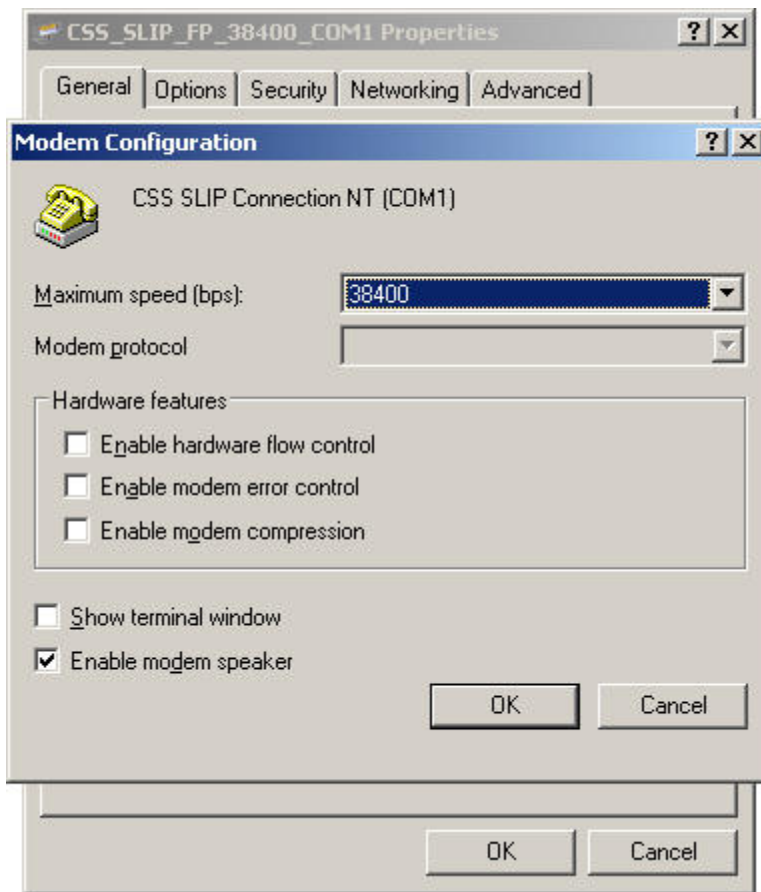 CSS_SLIP_FP_38400_COM1 Properties
General Options Security Networking Advanced
Modem Configuration
CSS SLIP Connection NT (COM1)
Maximum speed (bps): 38400
Modem protocol
Hardware features
Enable hardware flow control
Enable modem error control
Enable modem compression
Show terminal window
Enable modem speaker
OK Cancel
OK Cancel